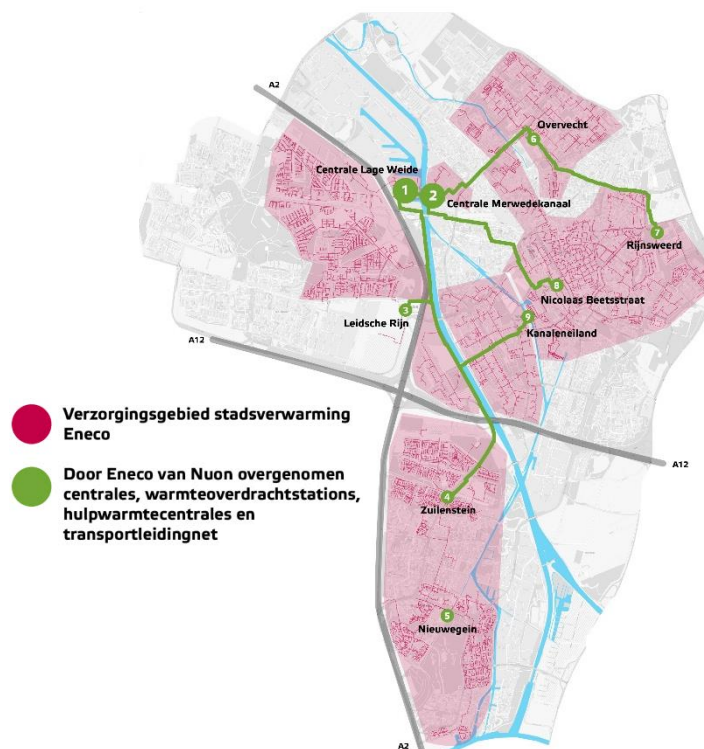 A2
Overvecht
6
Centrale Lage Weide
1
2
Centrale Merwedekanaal
7
Rijnsweerd
8
Nicolaas Beetsstraat
3
9
Leidsche Rijn
Kanaleneiland
A12
Verzorgingsgebied stadsverwarming
Eneco
A12
Door Eneco van Nuon overgenomen
centrales, warmteoverdrachtstations,
hulpwarmtecentrales en
transportleidingnet
4
Zuilenstein
5
Nieuwegein
A2